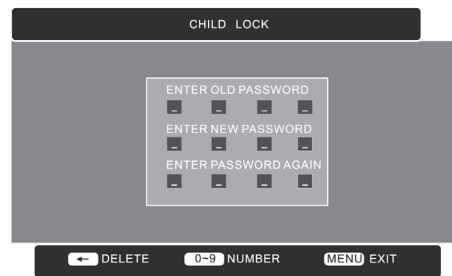 CHILD LOCK
ENTER OLD PASSWORD
_ _ _ _
ENTER NEW PASSWORD
_ _ _ _
ENTER PASSWORD AGAIN
_ _ _ _
← DELETE 0~9 NUMBER MENU EXIT